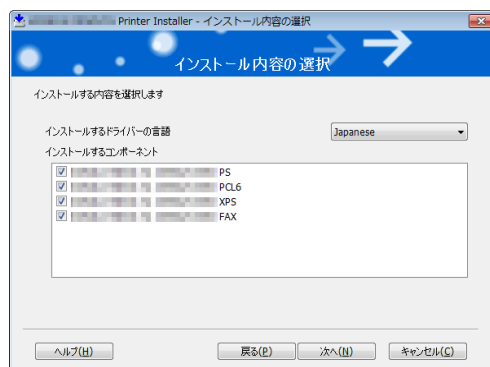 Printer Installer - インストール内容の選択
インストール内容の選択
インストールする内容を選択します
インストールするドライバーの言語
Japanese
インストールするコンポーネント
PS
PCL6
XPS
FAX
ヘルプ(H)
戻る(P)
次へ(N)
キャンセル(C)